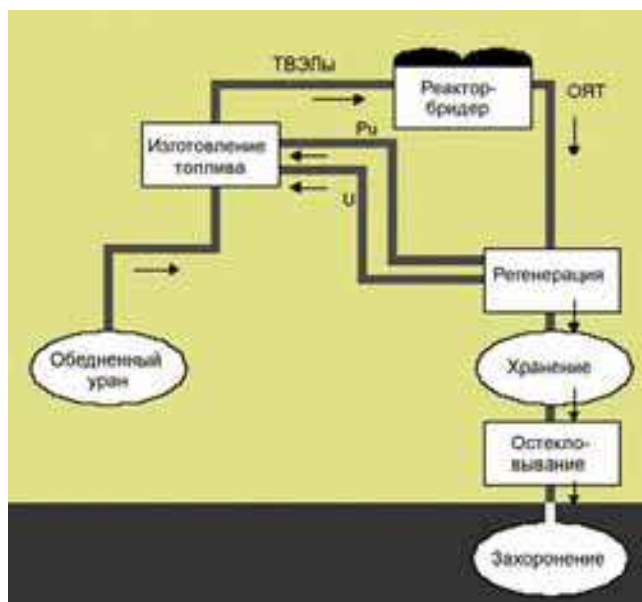 ТВЭЛы
Реактор-
бридер
ОЯТ
Изготовление
топлива
Pu
U
Регенерация
Обедненный
уран
Хранение
Остекло-
вывание
Захоронение